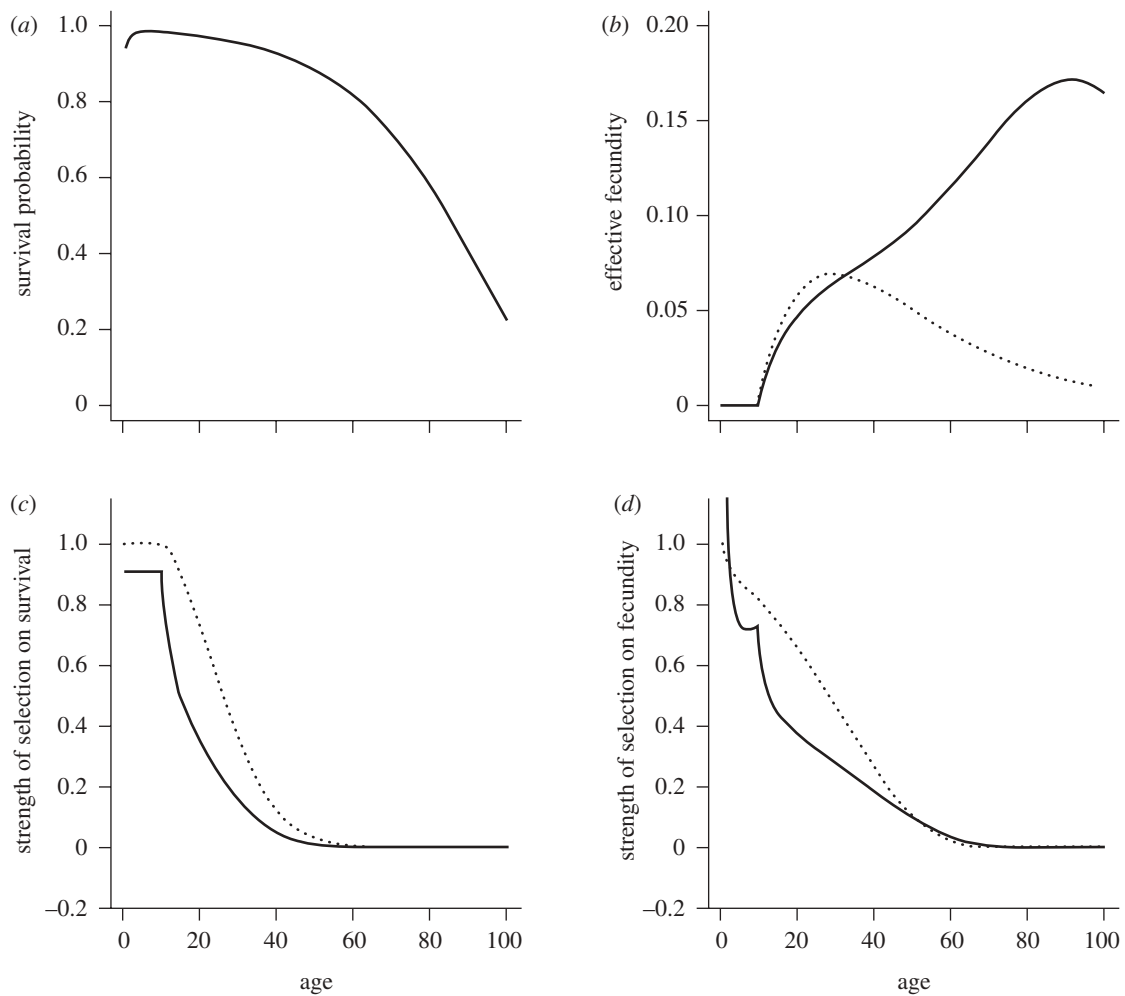 (a)
survival probability
1.0
0.8
0.6
0.4
0.2
0
(b)
effective fecundity
0.20
0.15
0.10
0.05
0
(c)
strength of selection on survival
1.0
0.8
0.6
0.4
0.2
0
–0.2
0 20 40 60 80 100
age
(d)
strength of selection on fecundity
1.0
0.8
0.6
0.4
0.2
0
–0.2
0 20 40 60 80 100
age